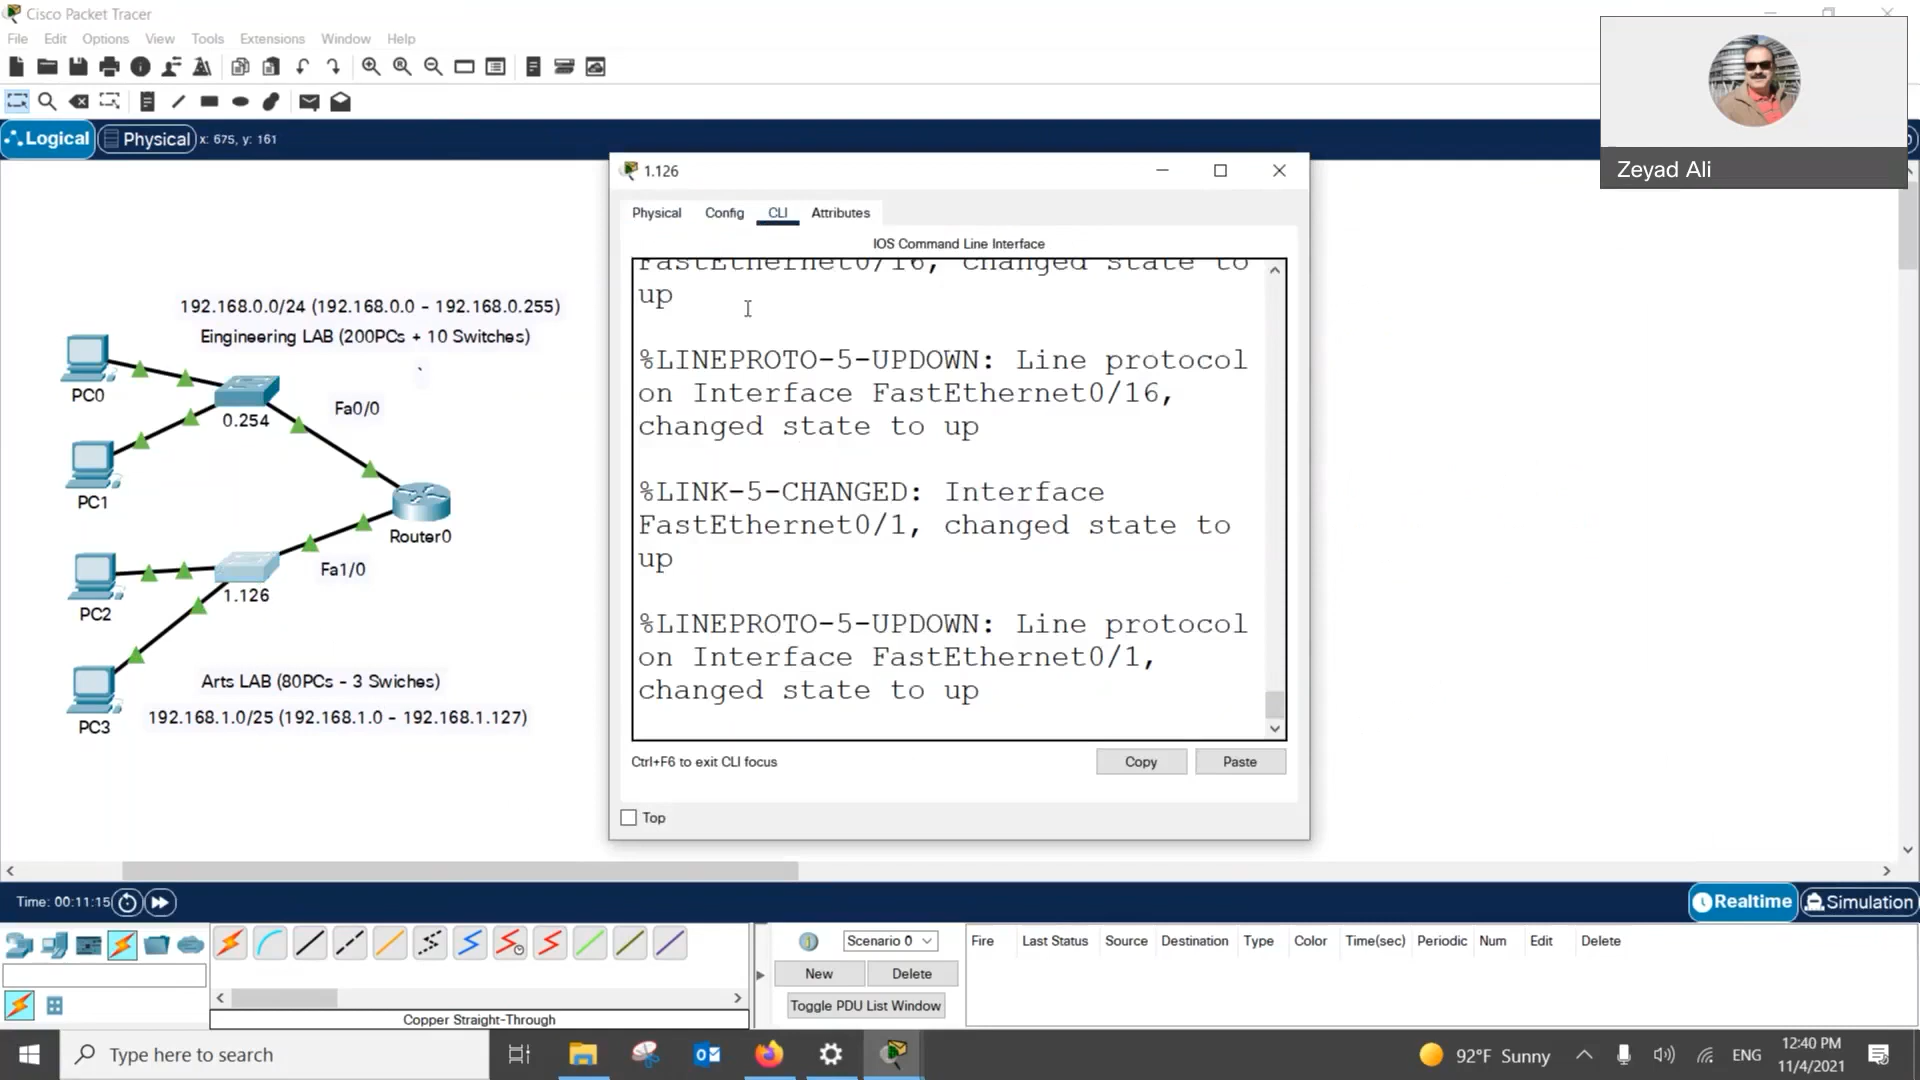 Cisco Packet Tracer
File Edit Options View Tools Extensions Window Help
Logical Physical x: 675, y: 161
Zeyad Ali
192.168.0.0/24 (192.168.0.0 - 192.168.0.255)
Eingineering LAB (200PCs + 10 Switches)
`
PC0
0.254
Fa0/0
PC1
Router0
Fa1/0
PC2
1.126
Arts LAB (80PCs - 3 Swiches)
PC3
192.168.1.0/25 (192.168.1.0 - 192.168.1.127)
1.126
Physical Config CLI Attributes
IOS Command Line Interface
FastEthernet0/16, changed state to
up
%LINEPROTO-5-UPDOWN: Line protocol
on Interface FastEthernet0/16,
changed state to up
%LINK-5-CHANGED: Interface
FastEthernet0/1, changed state to
up
%LINEPROTO-5-UPDOWN: Line protocol
on Interface FastEthernet0/1,
changed state to up
Ctrl+F6 to exit CLI focus
Copy Paste
Top
Time: 00:11:15
Realtime Simulation
Scenario 0
New Delete
Toggle PDU List Window
Fire Last Status Source Destination Type Color Time(sec) Periodic Num Edit Delete
Copper Straight-Through
Type here to search
92°F Sunny
ENG
12:40 PM
11/4/2021